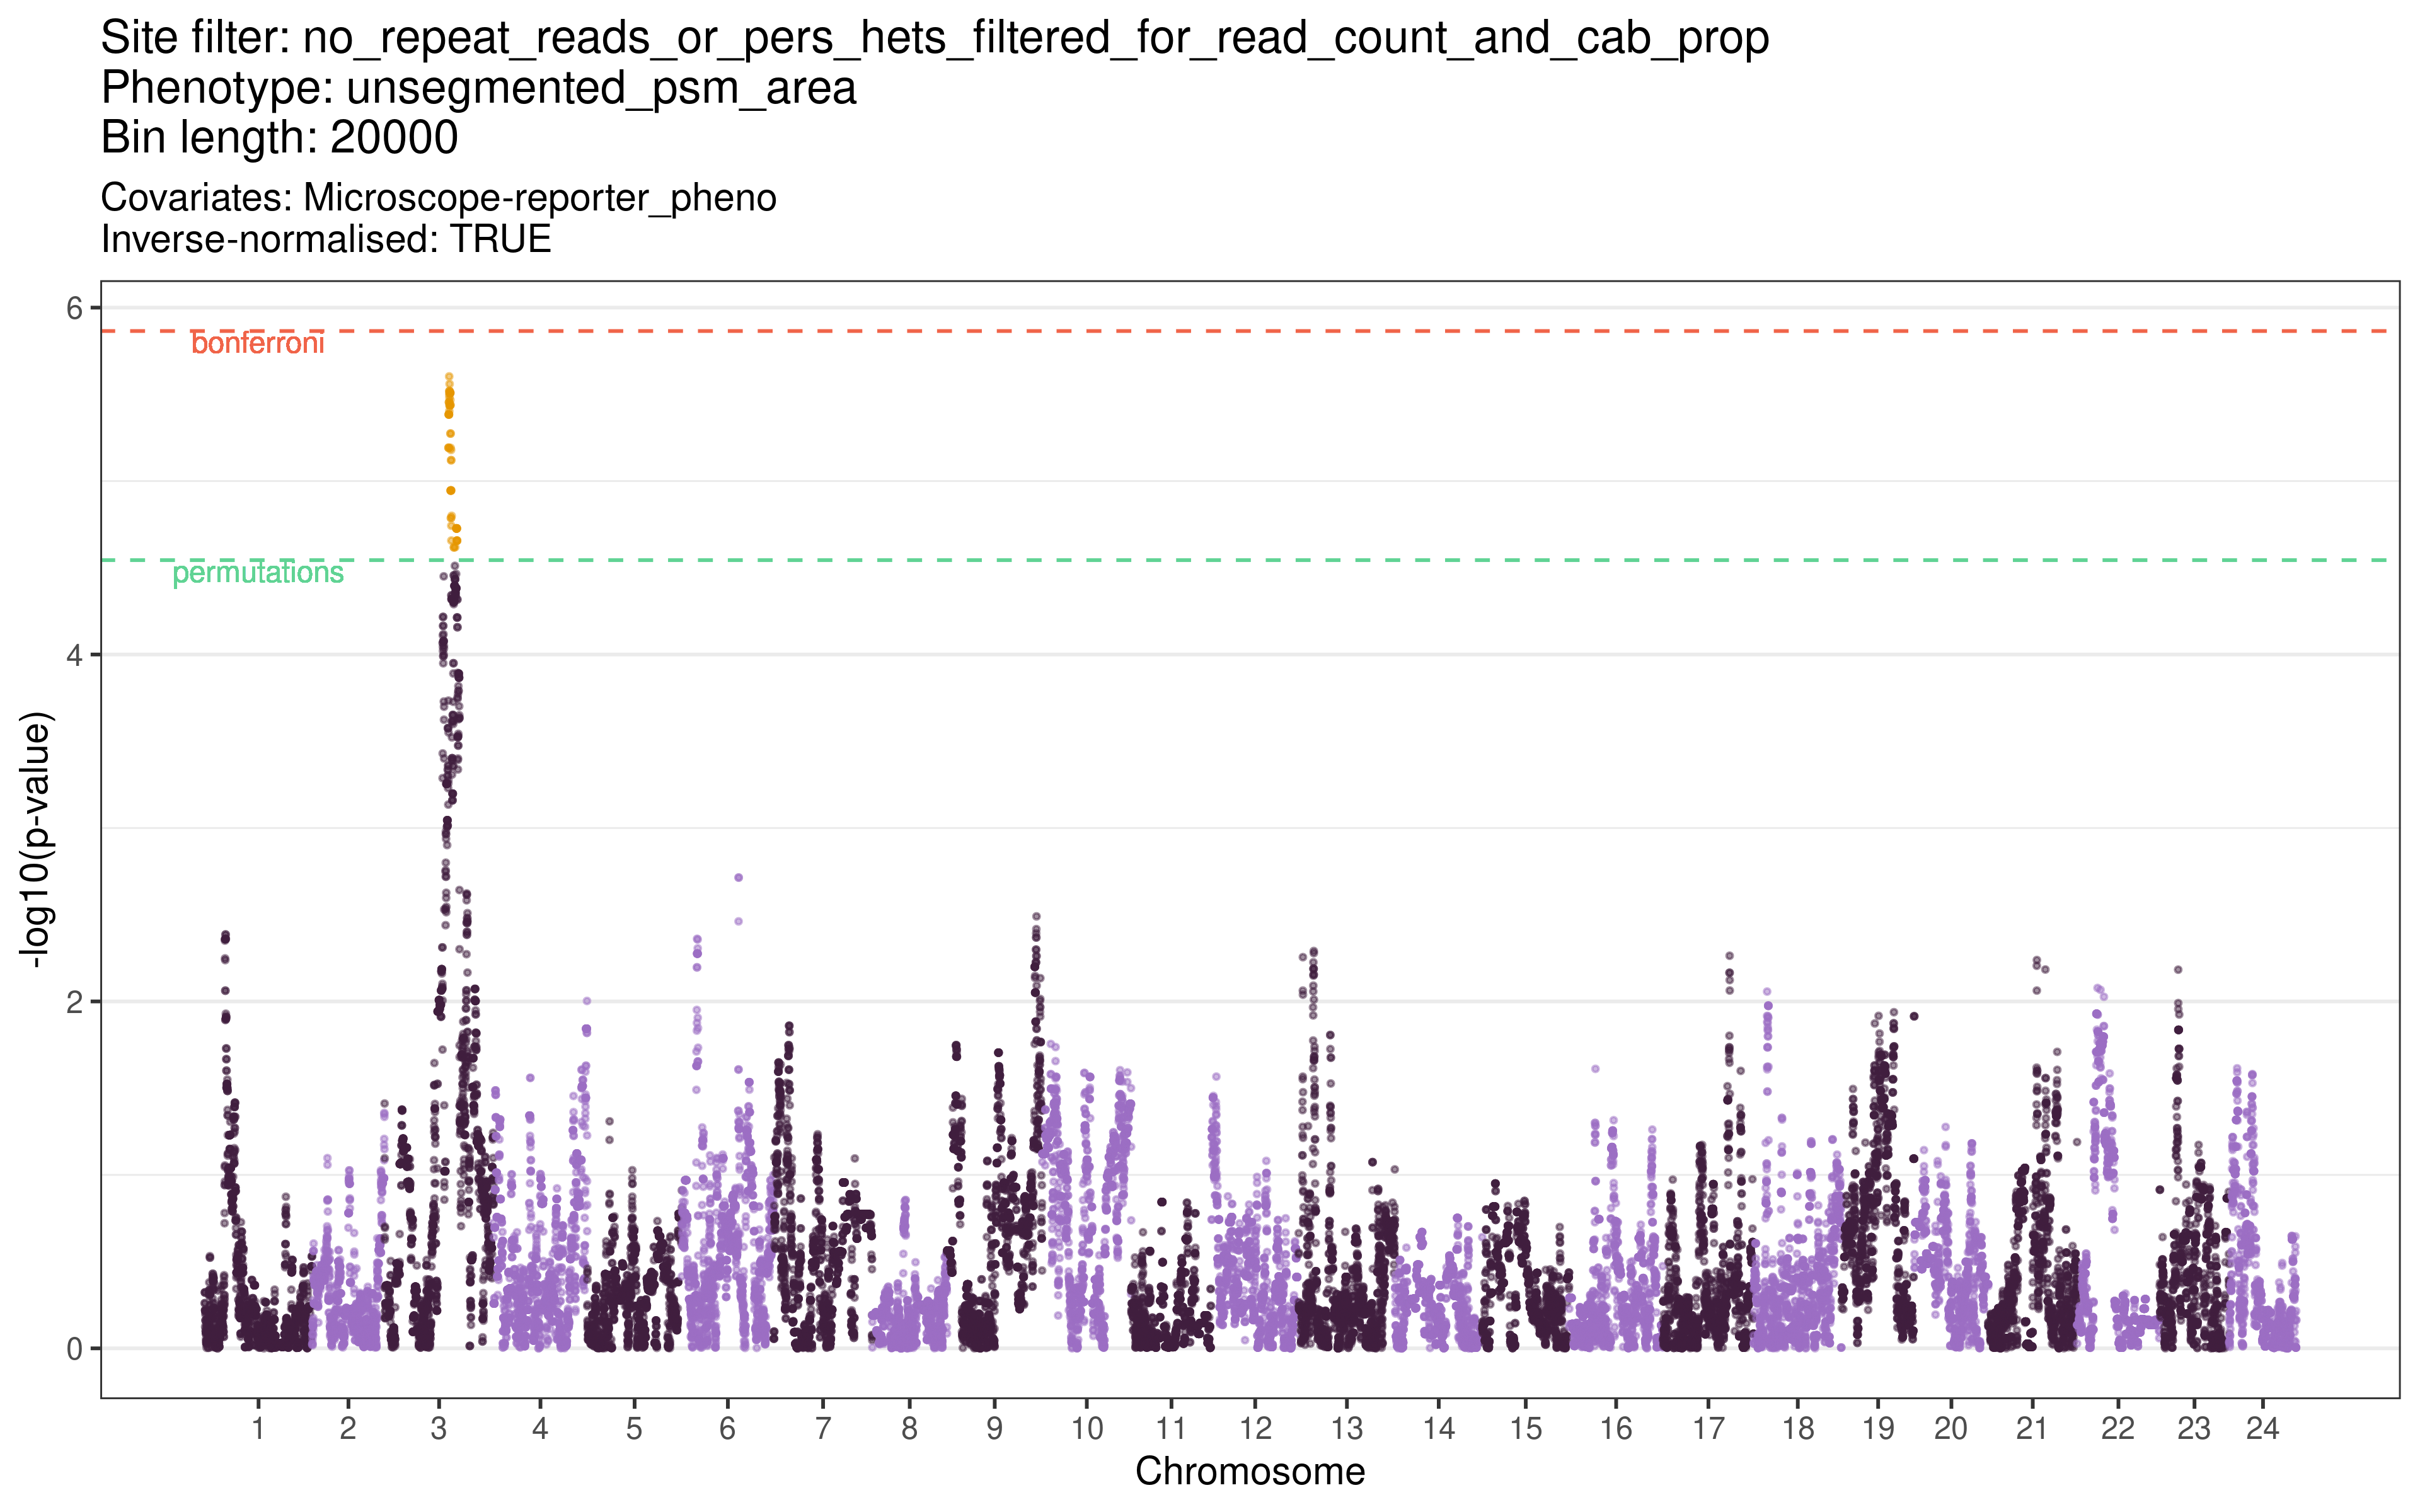 Site filter: no_repeat_reads_or_pers_hets_filtered_for_read_count_and_cab_prop
Phenotype: unsegmented_psm_area
Bin length: 20000
Covariates: Microscope-reporter_pheno
Inverse-normalised: TRUE
6
bonferroni
permutations
4
-log10(p-value)
2
0
1 2 3 4 5 6 7 8 9 10 11 12 13 14 15 16 17 18 19 20 21 22 23 24
Chromosome